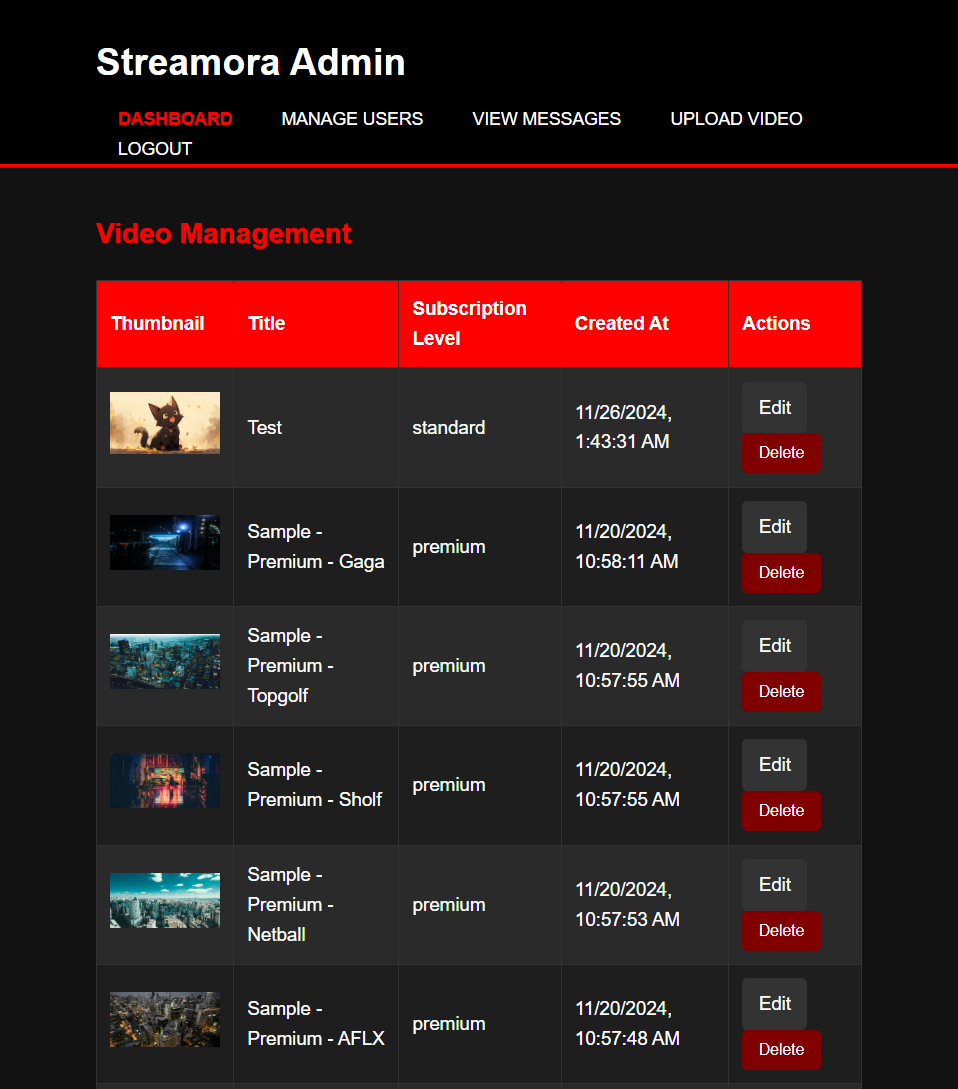 Streamora Admin
DASHBOARD MANAGE USERS VIEW MESSAGES UPLOAD VIDEO
LOGOUT
Video Management
Thumbnail
Title
Subscription
Level
Created At
Actions
Test
standard
11/26/2024,
1:43:31 AM
Edit
Delete
Sample -
Premium - Gaga
premium
11/20/2024,
10:58:11 AM
Edit
Delete
Sample -
Premium -
Topgolf
premium
11/20/2024,
10:57:55 AM
Edit
Delete
Sample -
Premium - Sholf
premium
11/20/2024,
10:57:55 AM
Edit
Delete
Sample -
Premium -
Netball
premium
11/20/2024,
10:57:53 AM
Edit
Delete
Sample -
Premium - AFLX
premium
11/20/2024,
10:57:48 AM
Edit
Delete